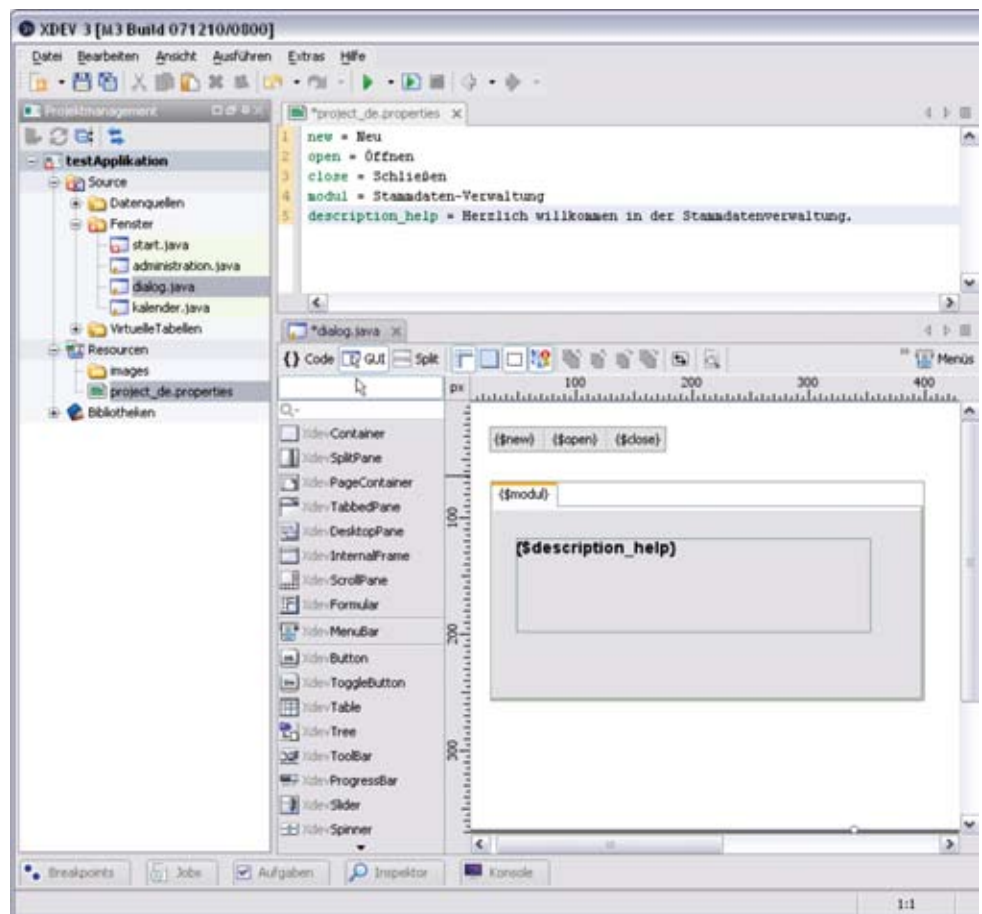 XDEV 3 [M3 Build 071210/0800]
Datei Bearbeiten Ansicht Ausführen Extras Hilfe
Projektmanagement
testApplikation
Source
Datenquellen
Fenster
start.java
administration.java
dialog.java
kalender.java
VirtuelleTabellen
Resourcen
images
project_de.properties
Bibliotheken
*project_de.properties
1 new = Neu
2 open = Öffnen
3 close = Schließen
4 modul = Stammdaten-Verwaltung
5 description_help = Herzlich willkommen in der Stammdatenverwaltung.
*dialog.java
{} Code GUI Split
Menüs
px 100 200 300 400
XdevContainer
XdevSplitPane
XdevPageContainer
XdevTabbedPane
XdevDesktopPane
XdevInternalFrame
XdevScrollPane
XdevFormular
XdevMenuBar
XdevButton
XdevToggleButton
XdevTable
XdevTree
XdevToolBar
XdevProgressBar
XdevSlider
XdevSpinner
100
200
300
{$new} {$open} {$close}
{$modul}
{$description_help}
Breakpoints Jobs Aufgaben Inspektor Konsole
1:1